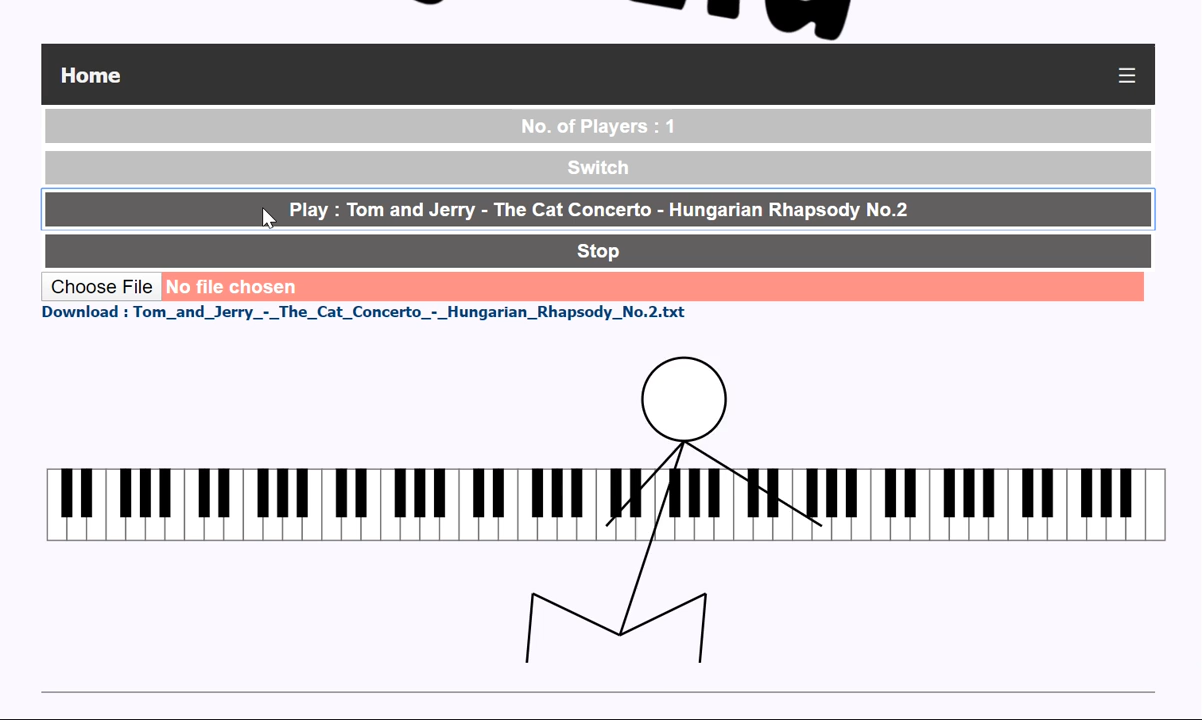 Home
No. of Players : 1
Switch
Play : Tom and Jerry - The Cat Concerto - Hungarian Rhapsody No.2
Stop
Choose File No file chosen
Download : Tom_and_Jerry_-_The_Cat_Concerto_-_Hungarian_Rhapsody_No.2.txt